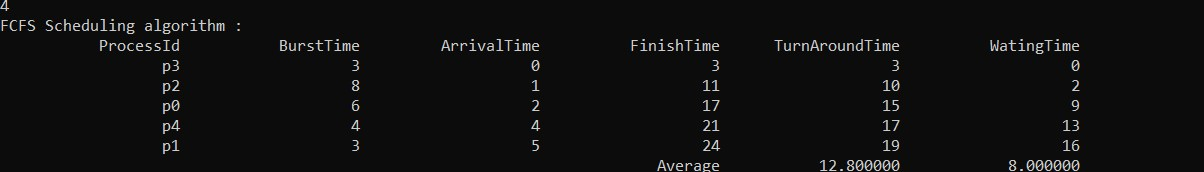 4
FCFS Scheduling algorithm :
ProcessId BurstTime ArrivalTime FinishTime TurnAroundTime WatingTime
p3 3 0 3 3 0
p2 8 1 11 10 2
p0 6 2 17 15 9
p4 4 4 21 17 13
p1 3 5 24 19 16
Average 12.800000 8.000000